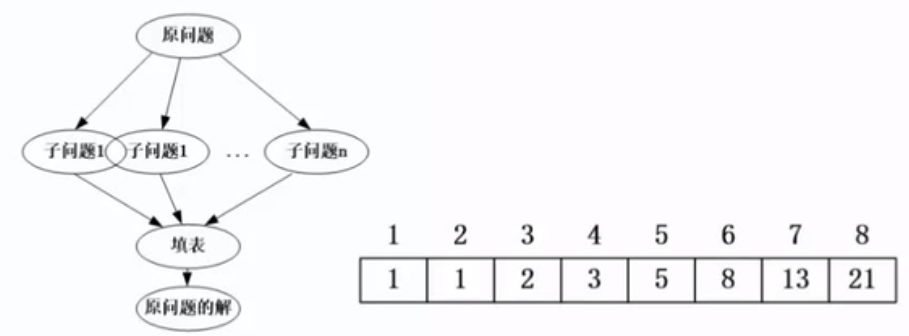 原问题
子问题1 子问题1 ... 子问题n
填表
原问题的解
1 2 3 4 5 6 7 8
1 1 2 3 5 8 13 21